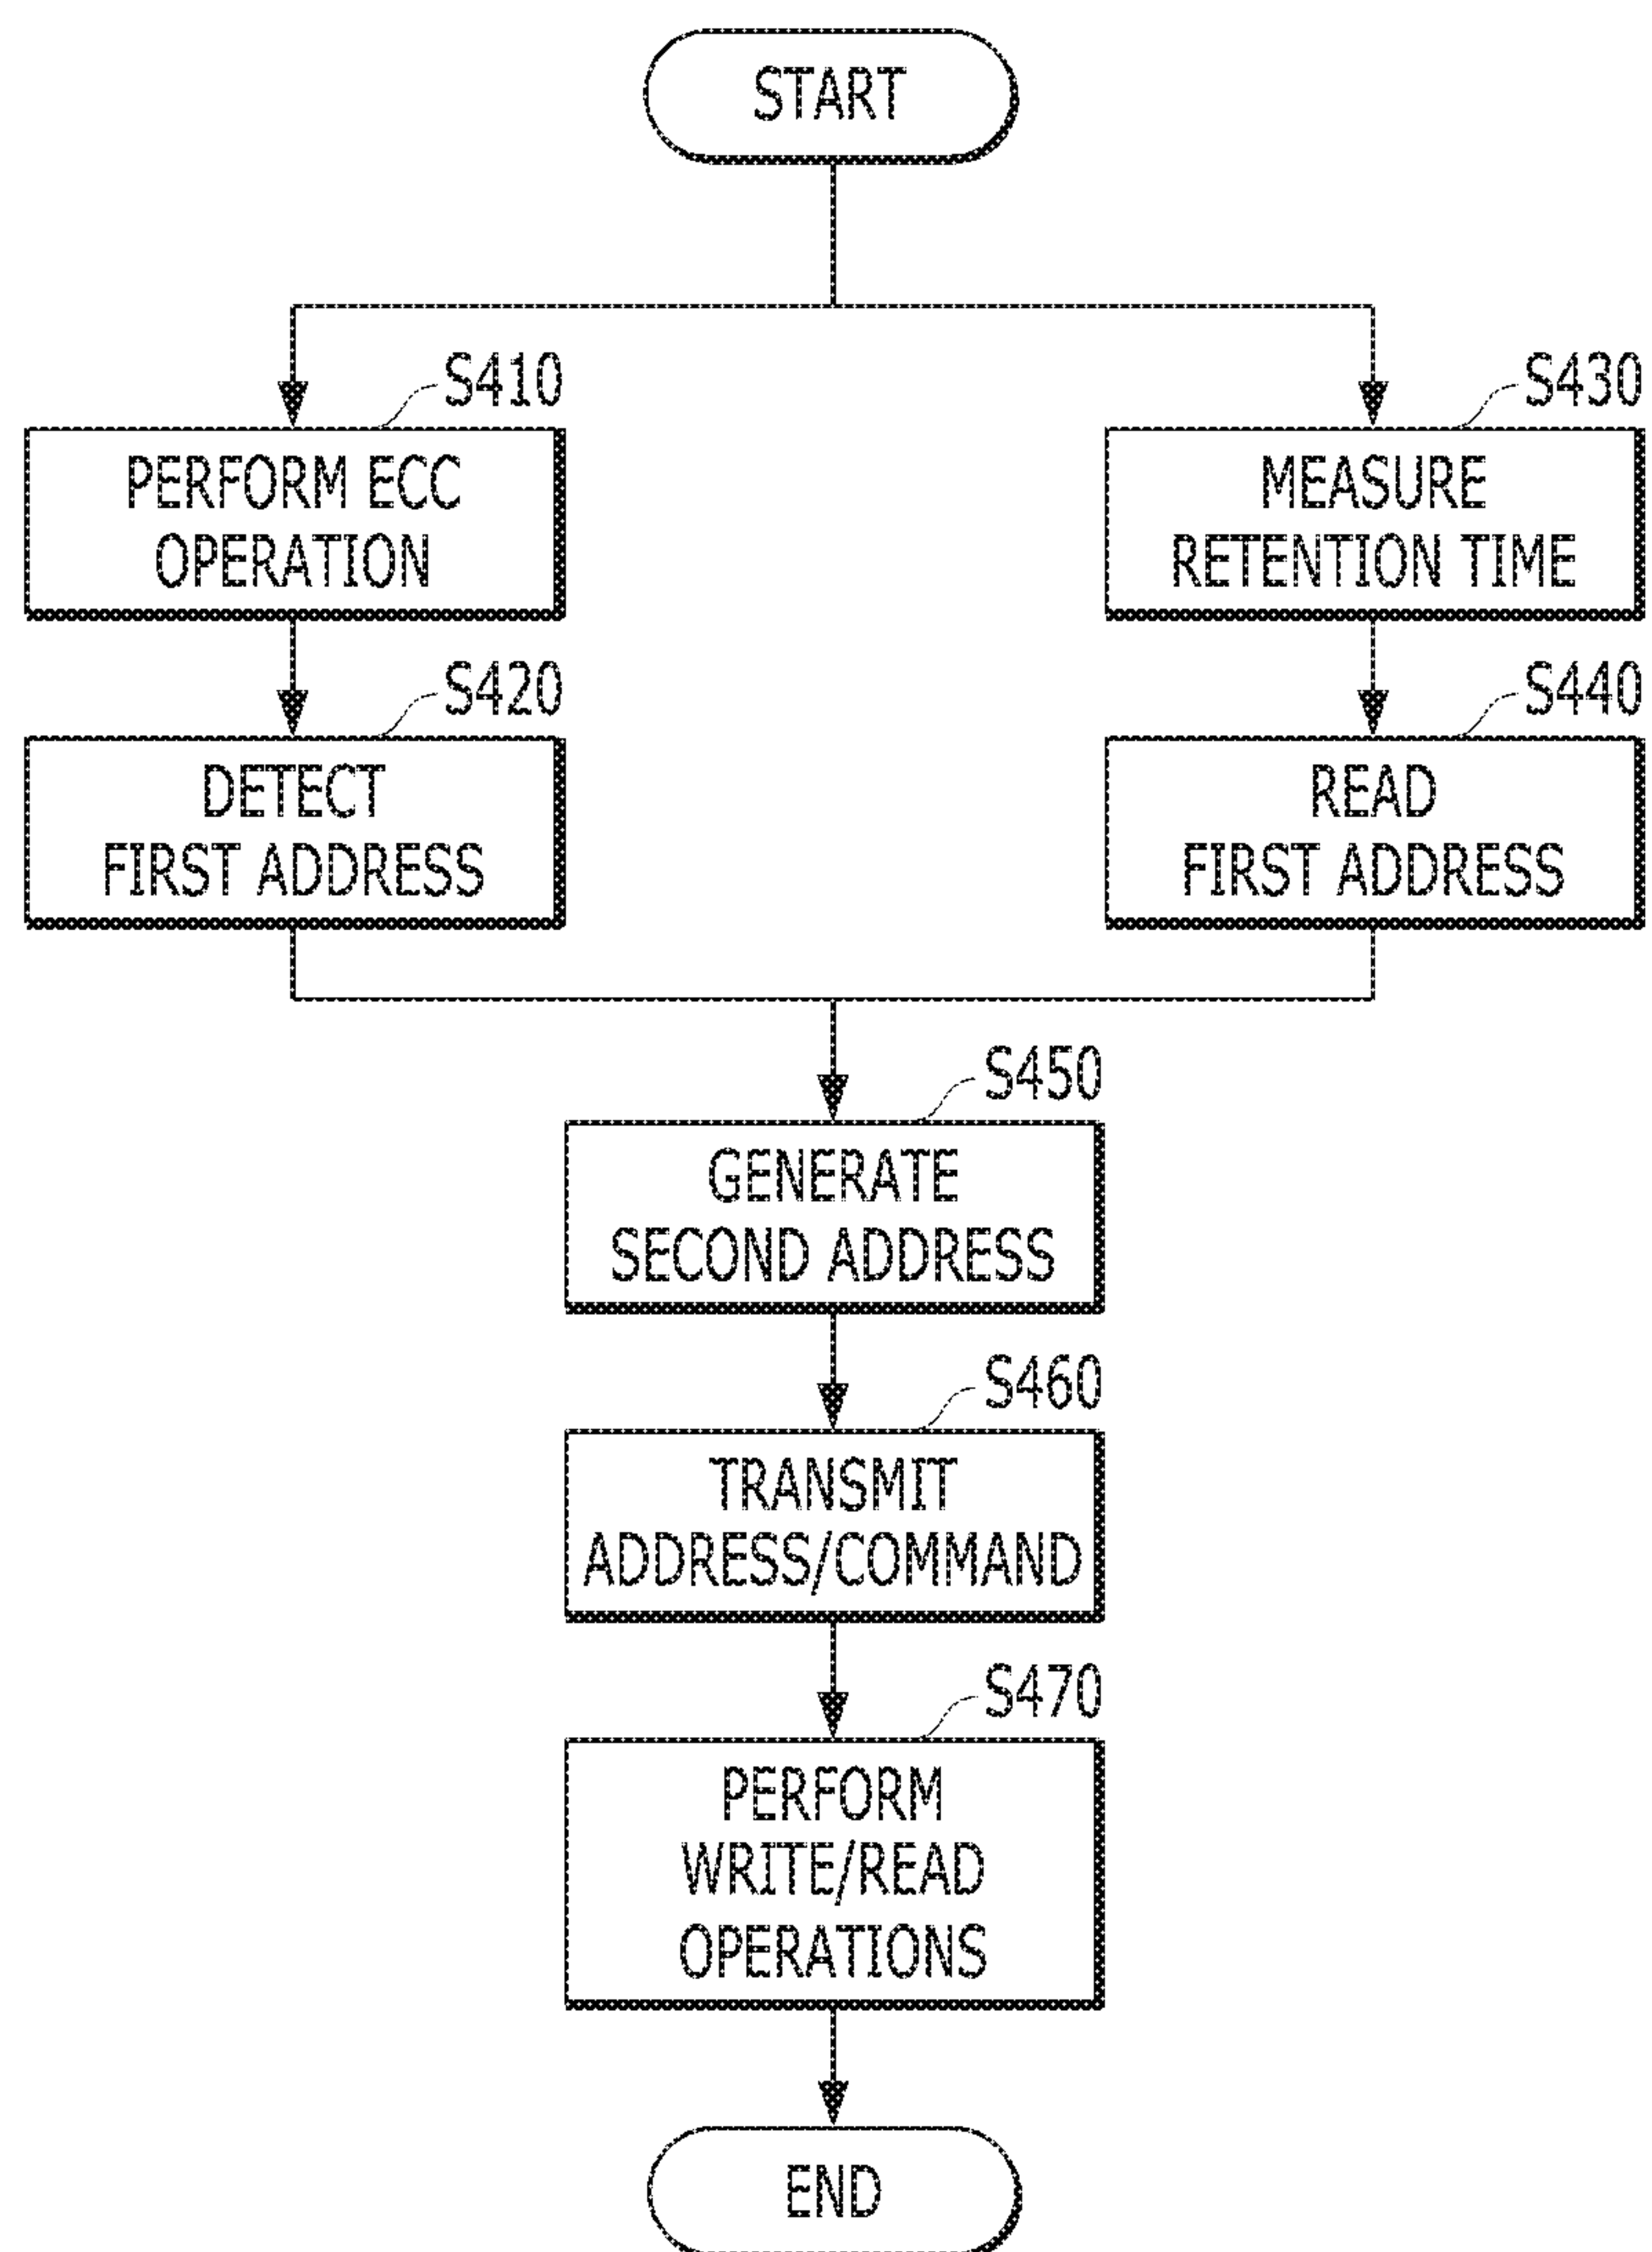 START
S410
PERFORM ECC
OPERATION
S430
MEASURE
RETENTION TIME
S420
DETECT
FIRST ADDRESS
S440
READ
FIRST ADDRESS
S450
GENERATE
SECOND ADDRESS
S460
TRANSMIT
ADDRESS/COMMAND
S470
PERFORM
WRITE/READ
OPERATIONS
END